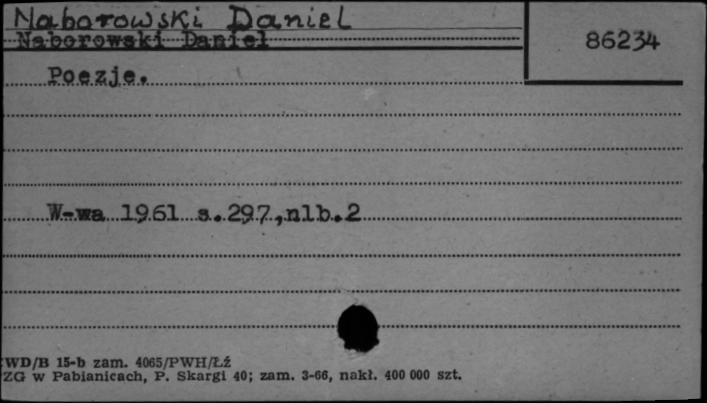 Naborowski Daniel
86234
Naborowski Daniel
Poezje.
W-wa 1961 s.297,nlb.2
WD/B 15-b zam. 4065/PWH/Łź
ZG w Pabianicach, P. Skargi 40; zam. 3-66, nakł. 400 000 szt.